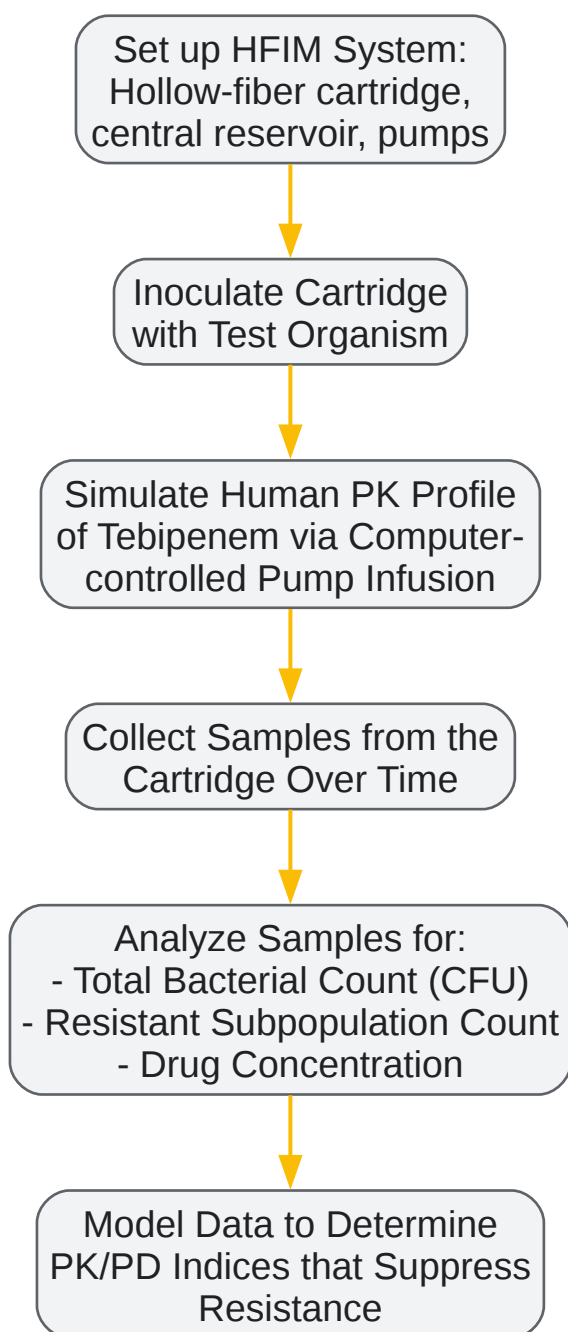 Set up HFIM System:
Hollow-fiber cartridge,
central reservoir, pumps
Inoculate Cartridge
with Test Organism
Simulate Human PK Profile
of Tebipenem via Computer-
controlled Pump Infusion
Collect Samples from the
Cartridge Over Time
Analyze Samples for:
- Total Bacterial Count (CFU)
- Resistant Subpopulation Count
- Drug Concentration
Model Data to Determine
PK/PD Indices that Suppress
Resistance